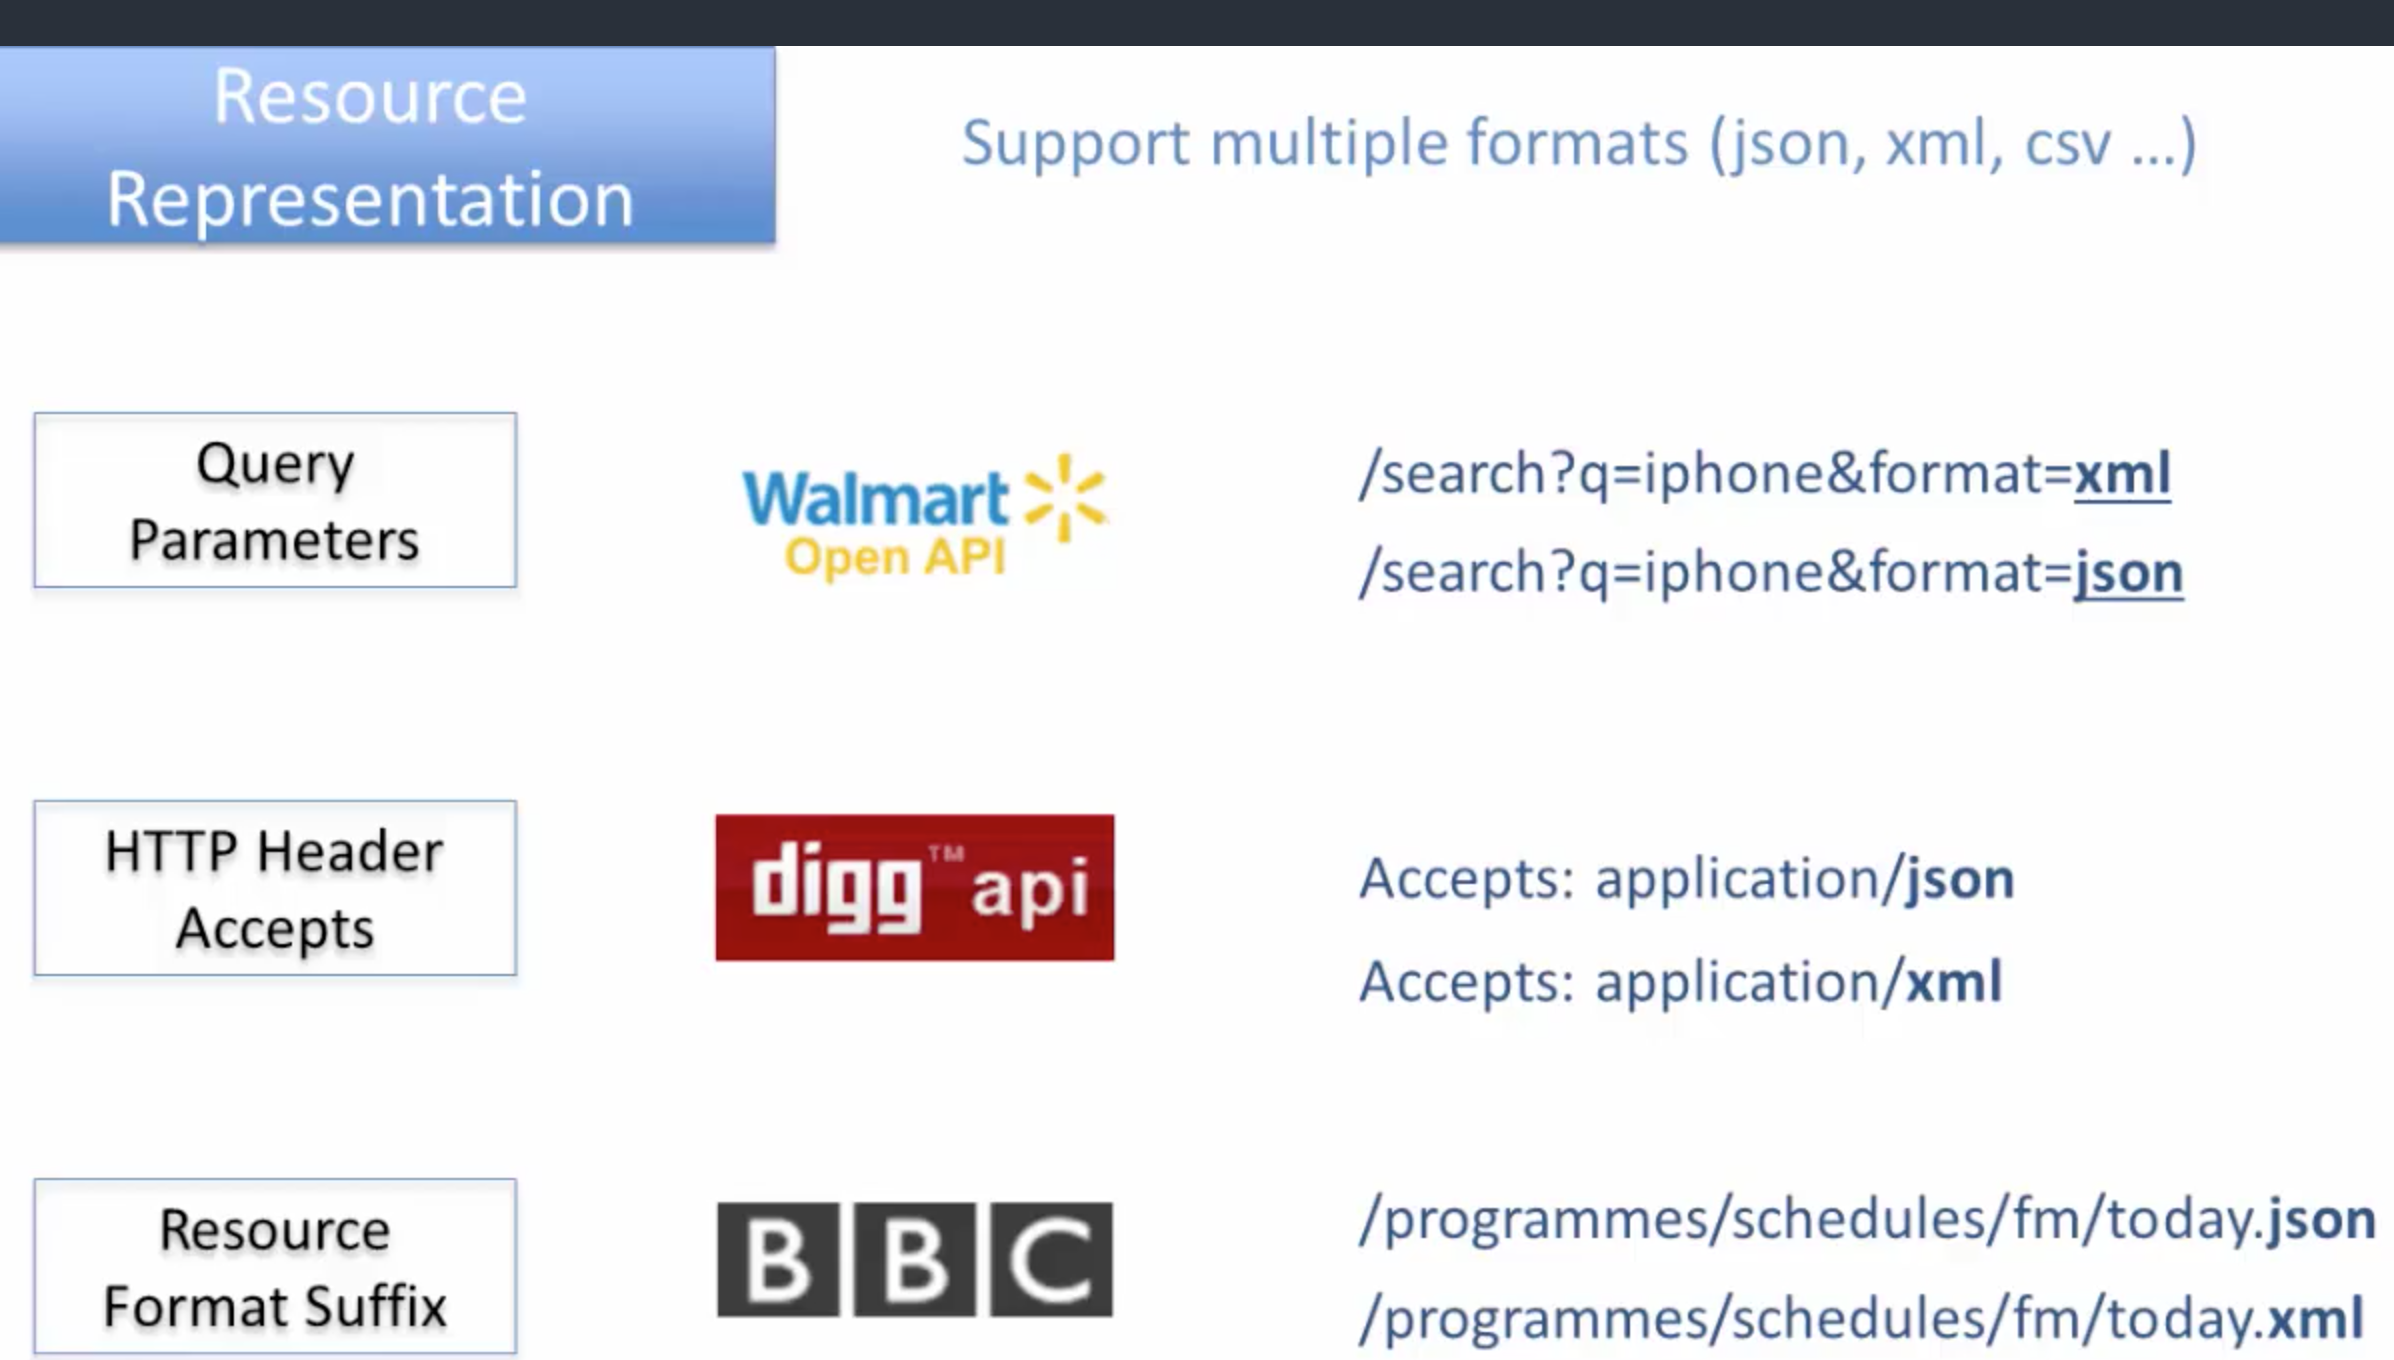 Resource
Representation
Support multiple formats (json, xml, csv ...)
Query
Parameters
Walmart
Open API
/search?q=iphone&format=xml
/search?q=iphone&format=json
HTTP Header
Accepts
digg™ api
Accepts: application/json
Accepts: application/xml
Resource
Format Suffix
BBC
/programmes/schedules/fm/today.json
/programmes/schedules/fm/today.xml